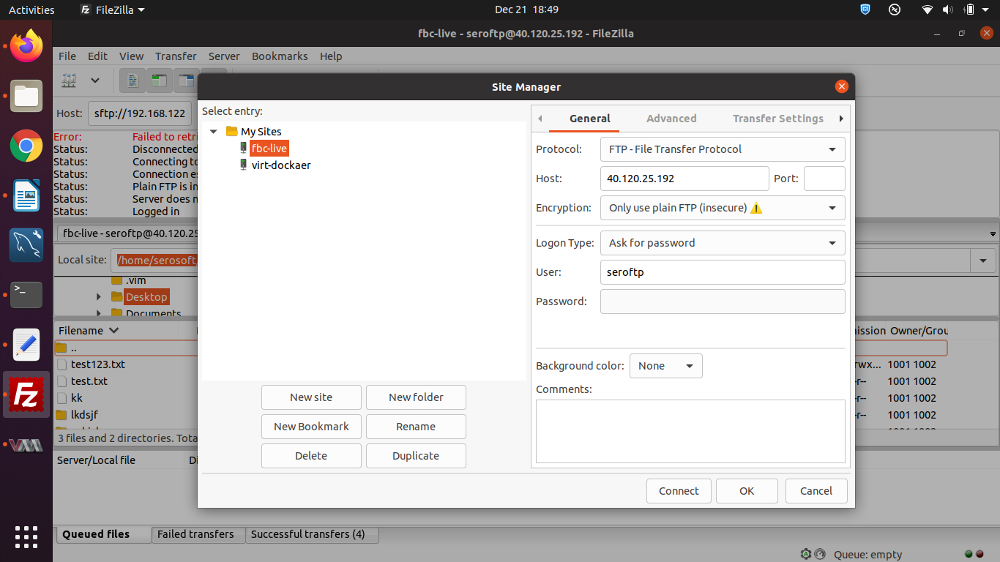 Activities
FileZilla
Dec 21 18:49
fbc-live - seroftp@40.120.25.192 - FileZilla
File Edit View Transfer Server Bookmarks Help
Host: sftp://192.168.122
Error: Failed to retri
Status: Disconnected
Status: Connecting to
Status: Connection es
Status: Plain FTP is in
Status: Server does n
Status: Logged in
fbc-live - seroftp@40.120.25
Local site: /home/serosoft
.vim
Desktop
Documents
Filename
..
test123.txt
test.txt
kk
lkdsjf
3 files and 2 directories. Tota
Server/Local file Di
Queued files Failed transfers Successful transfers (4)
Queue: empty
Site Manager
Select entry:
My Sites
fbc-live
virt-dockaer
New site New folder
New Bookmark Rename
Delete Duplicate
General Advanced Transfer Settings
Protocol: FTP - File Transfer Protocol
Host: 40.120.25.192 Port:
Encryption: Only use plain FTP (insecure)
Logon Type: Ask for password
User: seroftp
Password:
Background color: None
Comments:
Connect OK Cancel
ission Owner/Grou
rwx... 1001 1002
-r-- 1001 1002
-r-- 1001 1002
-r-- 1001 1002